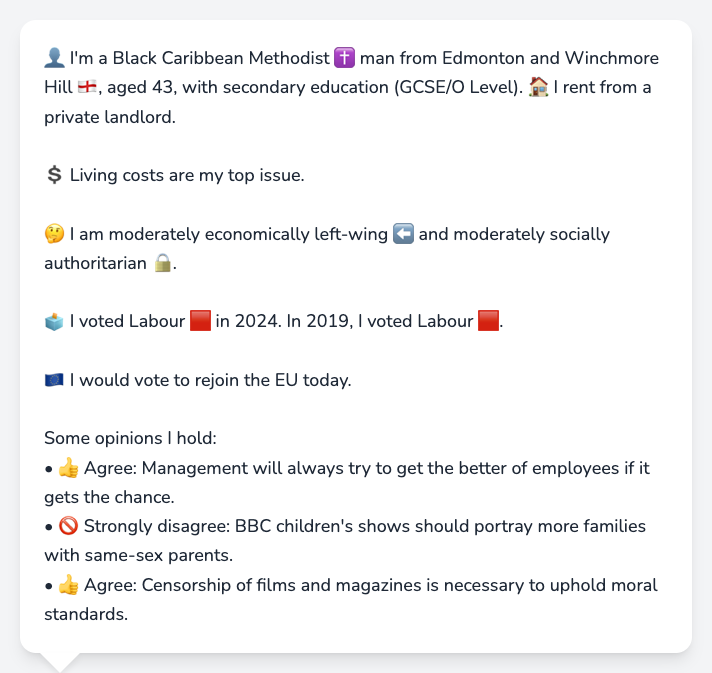 👤 I'm a Black Caribbean Methodist ✝️ man from Edmonton and Winchmore
Hill 🏴󠁧󠁢󠁥󠁮󠁧󠁿, aged 43, with secondary education (GCSE/O Level). 🏠 I rent from a
private landlord.
💲 Living costs are my top issue.
🤔 I am moderately economically left-wing ⬅️ and moderately socially
authoritarian 🔒.
🗳️ I voted Labour 🟥 in 2024. In 2019, I voted Labour 🟥.
🇪🇺 I would vote to rejoin the EU today.
Some opinions I hold:
• 👍 Agree: Management will always try to get the better of employees if it
gets the chance.
• 🚫 Strongly disagree: BBC children's shows should portray more families
with same-sex parents.
• 👍 Agree: Censorship of films and magazines is necessary to uphold moral
standards.